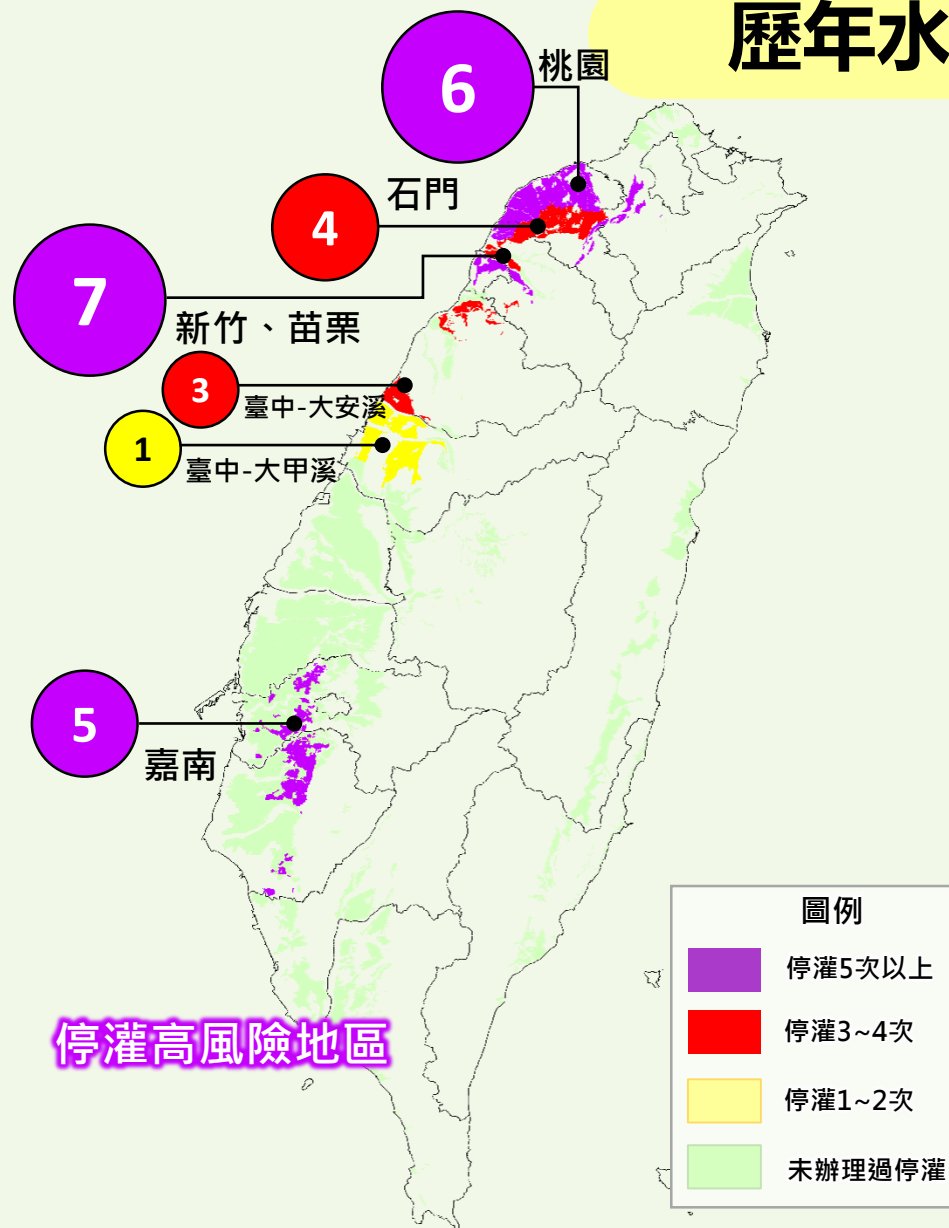 歷年水
6
桃園
4
石門
7
新竹、苗栗
3
臺中-大安溪
1
臺中-大甲溪
5
嘉南
停灌高風險地區
圖例
停灌5次以上
停灌3~4次
停灌1~2次
未辦理過停灌